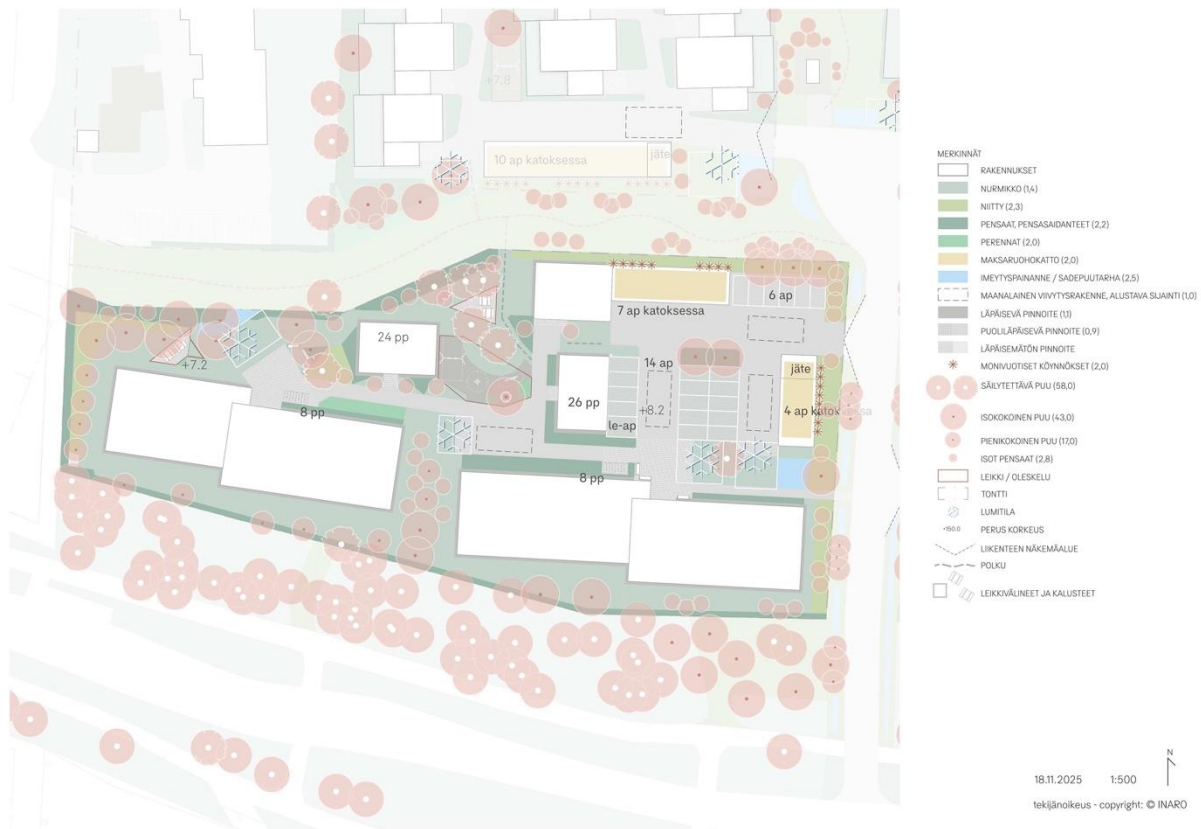 +7.8
10 ap katoksessa
jäte
6 ap
7 ap katoksessa
24 pp
+7.2
14 ap
jäte
8 pp
26 pp
+8.2
4 ap katoksessa
le-ap
8 pp
MERKINNÄT
RAKENNUKSET
NURMIKKO (1,4)
NIITTY (2,3)
PENSAAT, PENSASAIDANTEET (2,2)
PERENNAT (2,0)
MAKSARUOHOKATTO (2,0)
IMEYTYSPAINANNE / SADEPUUTARHA (2,5)
MAANALAINEN VIIVYTYSRAKENNE, ALUSTAVA SIJAINTI (1,0)
LÄPÄISEVÄ PINNOITE (1,1)
PUOLILÄPÄISEVÄ PINNOITE (0,9)
LÄPÄISEMÄTÖN PINNOITE
MONIVUOTISET KÖYNNÖKSET (2,0)
SÄILYTETTÄVÄ PUU (58,0)
ISOKOKOINEN PUU (43,0)
PIENIKOKOINEN PUU (17,0)
ISOT PENSAAT (2,8)
LEIKKI / OLESKELU
TONTTI
LUMITILA
+150.0 PERUS KORKEUS
LIIKENTEEN NÄKEMÄALUE
POLKU
LEIKKIVÄLINEET JA KALUSTEET
N
18.11.2025 1:500
tekijänoikeus - copyright: © INARO